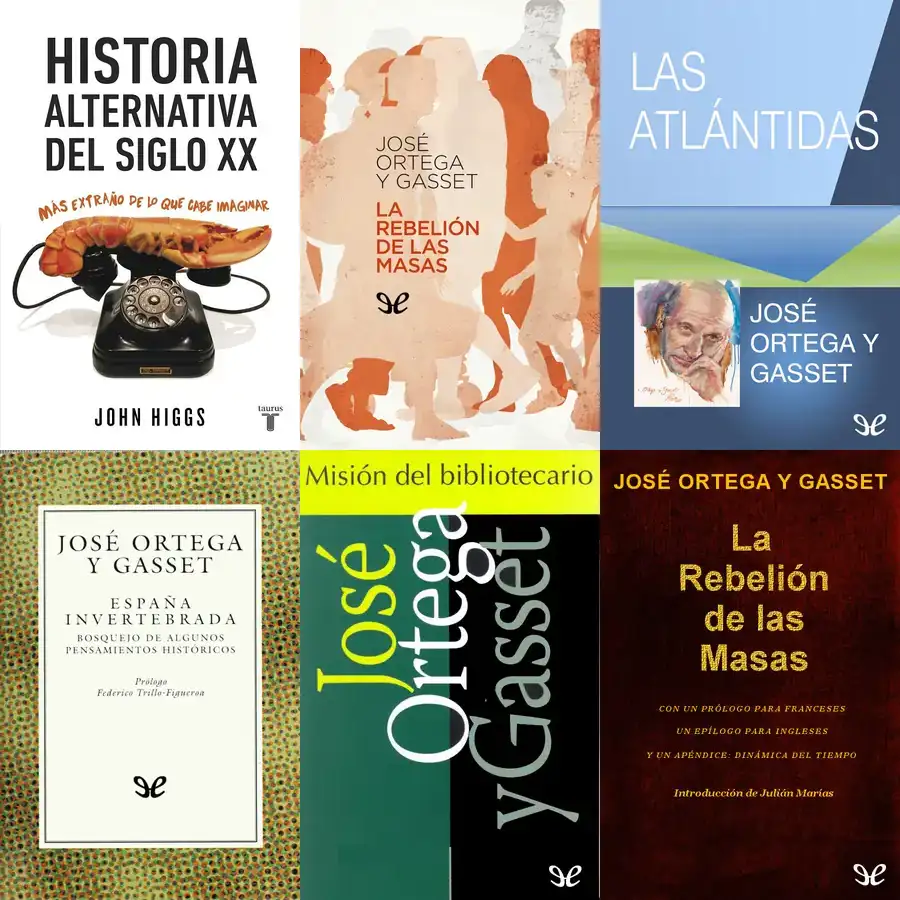 HISTORIA
ALTERNATIVA
DEL SIGLO XX
MÁS EXTRAÑO DE LO QUE CABE IMAGINAR
JOHN HIGGS
taurus
T
JOSÉ
ORTEGA
Y GASSET
LA
REBELIÓN
DE LAS
MASAS
LAS
ATLÁNTIDAS
JOSÉ
ORTEGA Y
GASSET
JOSÉ ORTEGA
Y GASSET
ESPAÑA
INVERTEBRADA
BOSQUEJO DE ALGUNOS
PENSAMIENTOS HISTÓRICOS
Prólogo
Federico Trillo-Figueroa
Misión del bibliotecario
José
Ortega
y Gasset
JOSÉ ORTEGA Y GASSET
La
Rebelión
de las
Masas
CON UN PRÓLOGO PARA FRANCESES
UN EPÍLOGO PARA INGLESES
Y UN APÉNDICE: DINÁMICA DEL TIEMPO
Introducción de Julián Marías